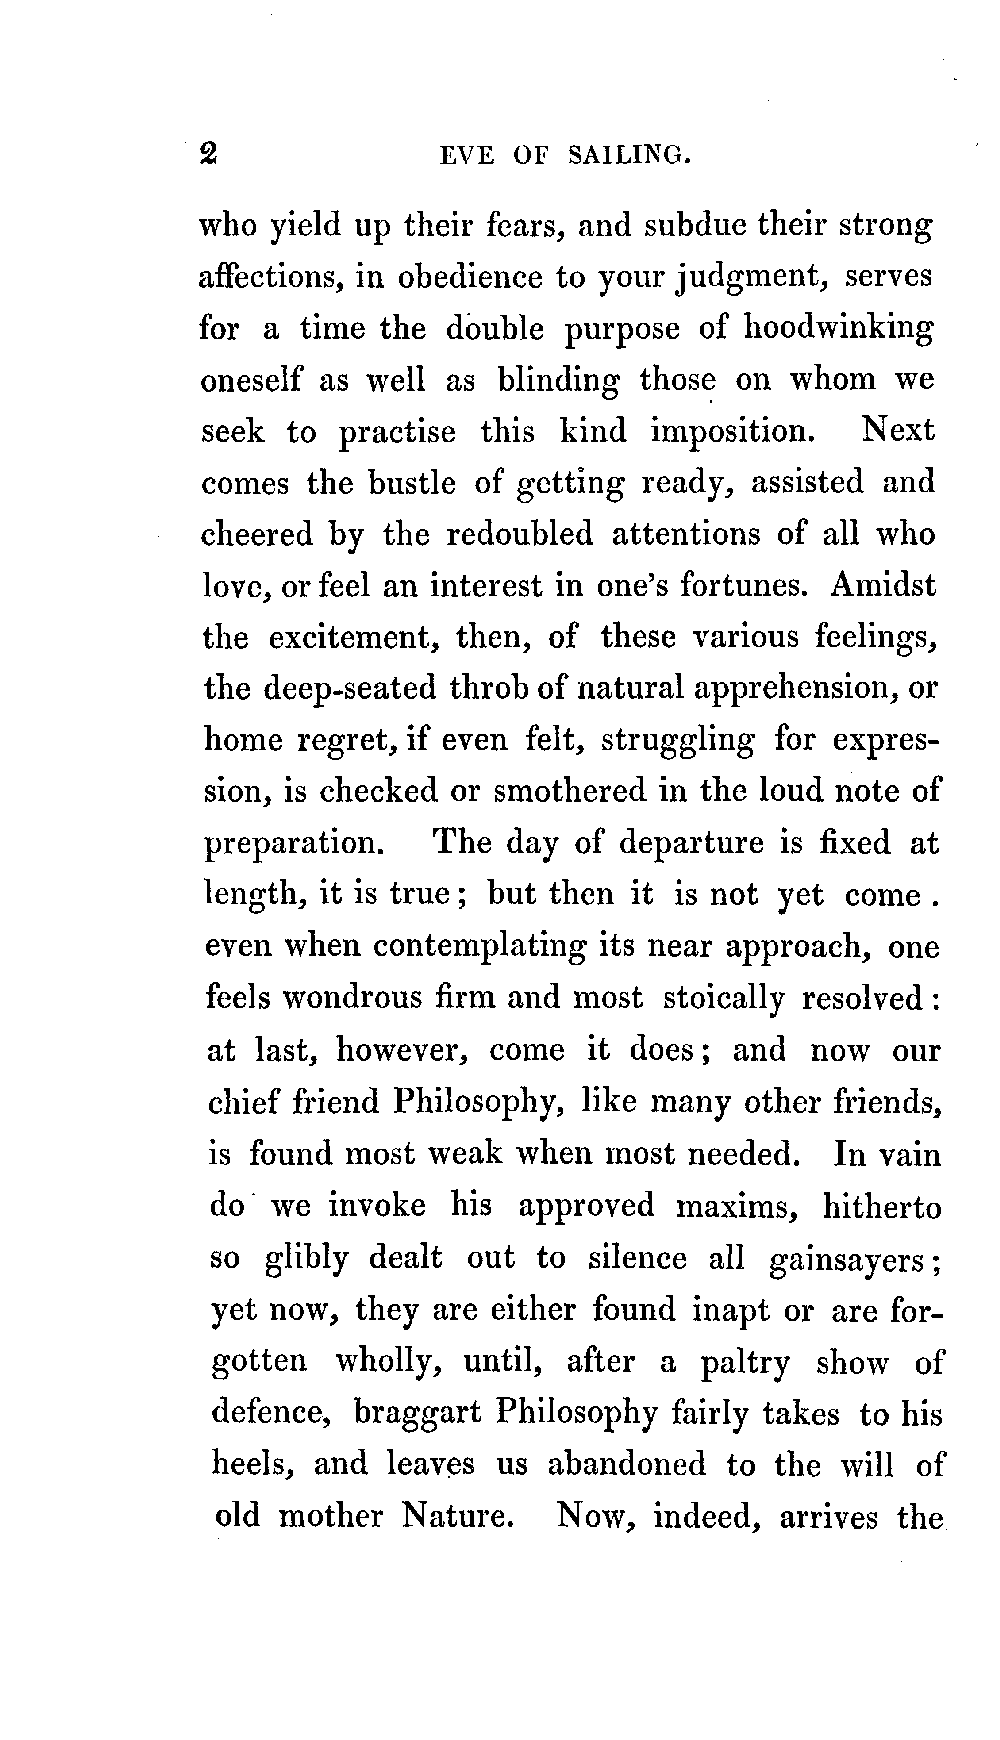 2 EVE OF SAILING.
who yield up their fears, and subdue their strong
affections, in obedience to your judgment, serves
for a time the double purpose of hoodwinking
oneself as well as blinding those on whom we
seek to practise this kind imposition. Next
comes the bustle of getting ready, assisted and
cheered by the redoubled attentions of all who
love, or feel an interest in one's fortunes. Amidst
the excitement, then, of these various feelings,
the deep-seated throb of natural apprehension, or
home regret, if even felt, struggling for expres-
sion, is checked or smothered in the loud note of
preparation. The day of departure is fixed at
length, it is true; but then it is not yet come .
even when contemplating its near approach, one
feels wondrous firm and most stoically resolved:
at last, however, come it does; and now our
chief friend Philosophy, like many other friends,
is found most weak when most needed. In vain
do we invoke his approved maxims, hitherto
so glibly dealt out to silence all gainsayers;
yet now, they are either found inapt or are for-
gotten wholly, until, after a paltry show of
defence, braggart Philosophy fairly takes to his
heels, and leaves us abandoned to the will of
old mother Nature. Now, indeed, arrives the